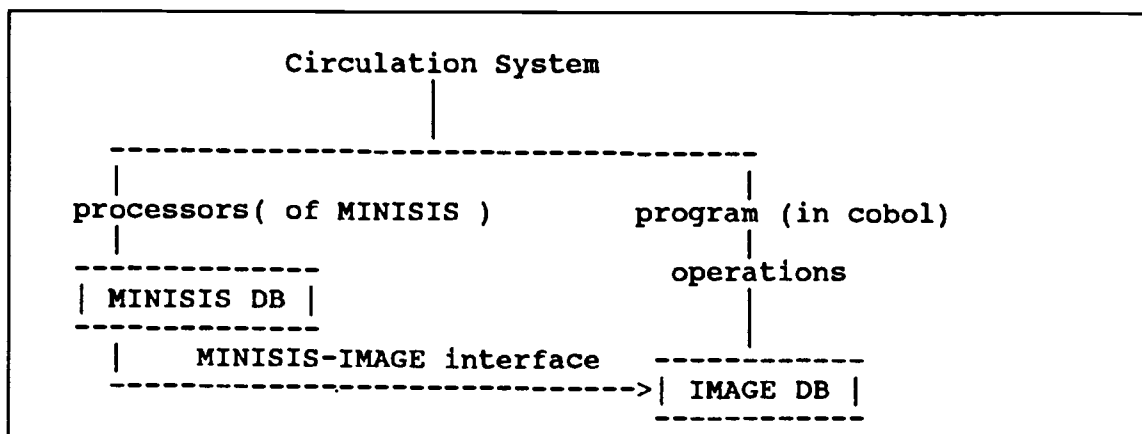 Circulation System
processors( of MINISIS ) program (in cobol)
operations
| MINISIS DB |
MINISIS-IMAGE interface
| IMAGE DB |